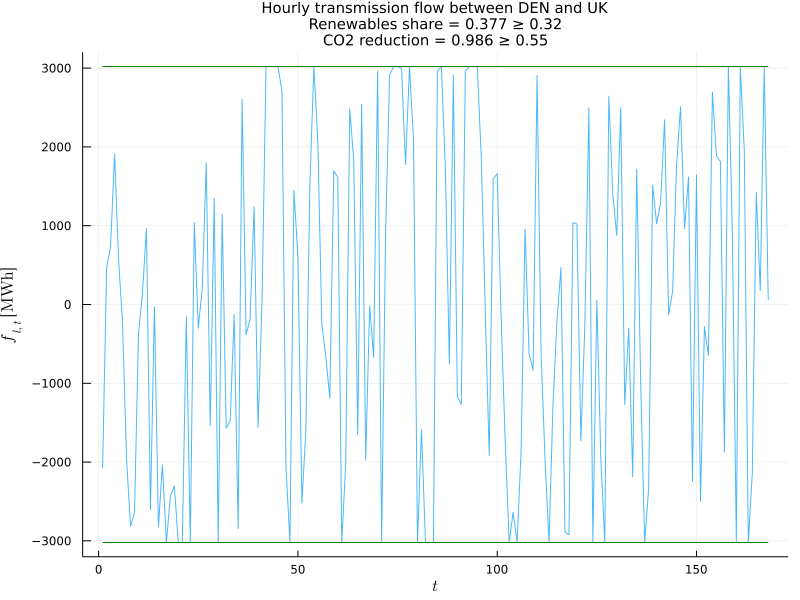 Hourly transmission flow between DEN and UK
Renewables share = 0.377 ≥ 0.32
CO2 reduction = 0.986 ≥ 0.55
3000
2000
1000
0
−1000
−2000
−3000
f l,t [MWh]
0
50
100
150
t